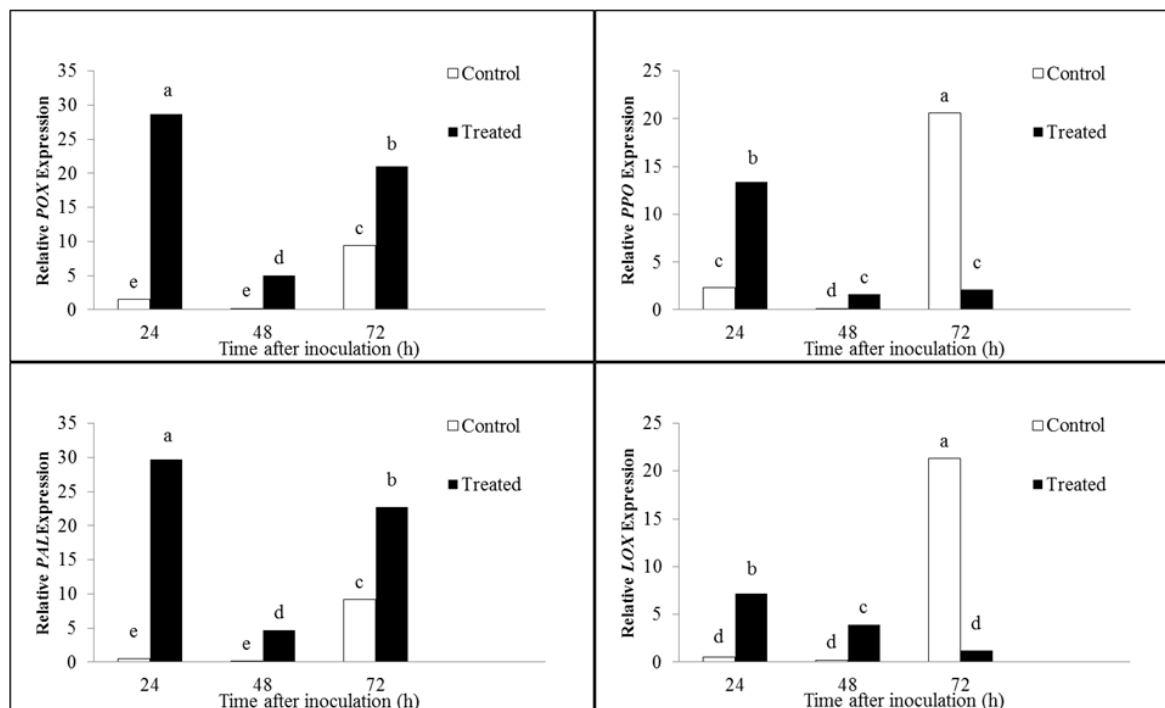 35
30
25
20
15
10
5
0
Relative POX Expression
e
a
e
d
c
b
24 48 72
Time after inoculation (h)
Control
Treated
25
20
15
10
5
0
Relative PPO Expression
c
b
d
c
a
c
24 48 72
Time after inoculation (h)
Control
Treated
35
30
25
20
15
10
5
0
Relative PALExpression
e
a
e
d
c
b
24 48 72
Time after inoculation (h)
Control
Treated
25
20
15
10
5
0
Relative LOX Expression
d
b
d
c
a
d
24 48 72
Time after inoculation (h)
Control
Treated